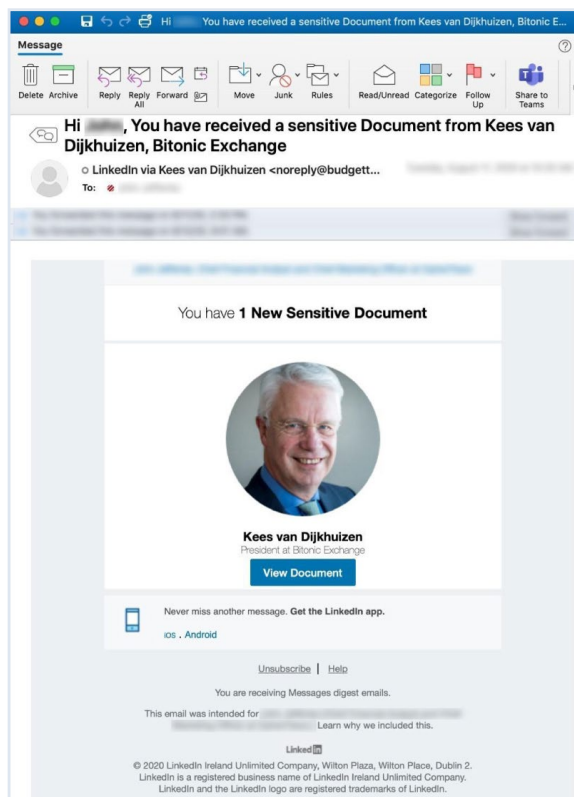 Hi You have received a sensitive Document from Kees van Dijkhuizen, Bitonic E...
Message
Delete Archive Reply Reply All Forward Move Junk Rules Read/Unread Categorize Follow Up Share to Teams
Hi , You have received a sensitive Document from Kees van
Dijkhuizen, Bitonic Exchange
LinkedIn via Kees van Dijkhuizen <noreply@budgett...
To:
You have 1 New Sensitive Document
Kees van Dijkhuizen
President at Bitonic Exchange
View Document
Never miss another message. Get the LinkedIn app.
iOS . Android
Unsubscribe | Help
You are receiving Messages digest emails.
This email was intended for
Learn why we included this.
Linked in
© 2020 LinkedIn Ireland Unlimited Company, Wilton Plaza, Wilton Place, Dublin 2.
LinkedIn is a registered business name of LinkedIn Ireland Unlimited Company.
LinkedIn and the LinkedIn logo are registered trademarks of LinkedIn.